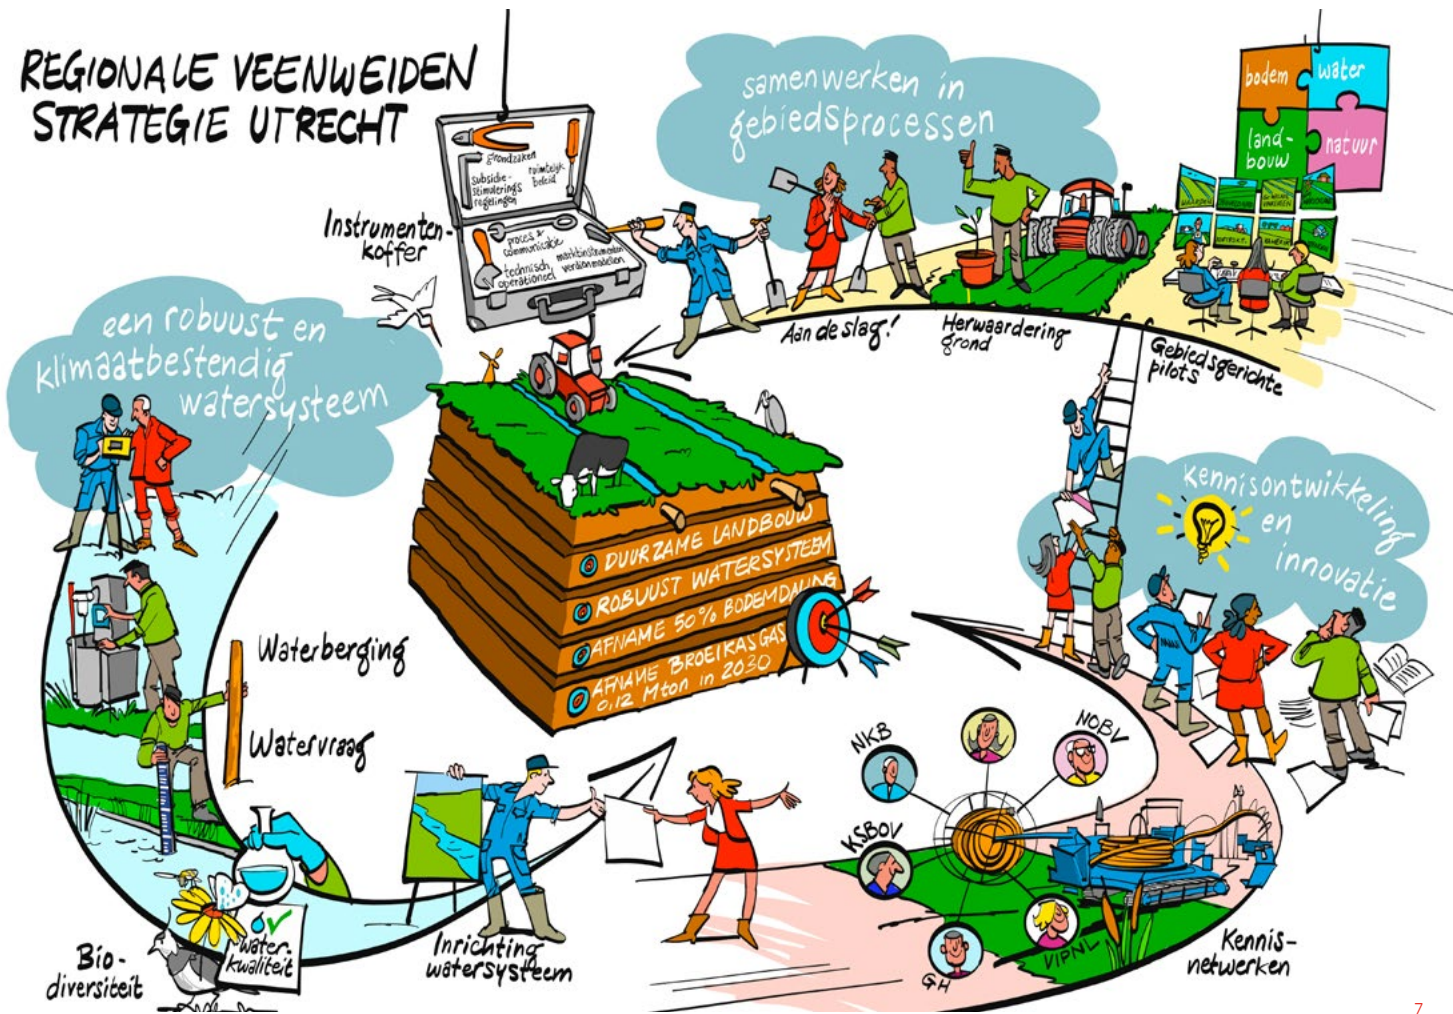 REGIONALE VEENWEIDEN
STRATEGIE UTRECHT
Instrumenten-
koffer
grondzaken
subsidie-
stimulerings
regelingen
ruimtelijk
beleid
proces &
communicatie
technisch
operationeel
marktinstrumenten
verdienmodellen
samenwerken in
gebiedsprocessen
bodem
water
land-
bouw
natuur
Aan de slag!
Herwaardering
grond
Gebiedsgerichte
pilots
een robuust en
klimaatbestendig
watersysteem
DUURZAME LANDBOUW
ROBUUST WATERSYSTEEM
AFNAME 50% BODEMDALING
AFNAME BROEIKASGAS
0,12 Mton in 2030
kennisontwikkeling
en
innovatie
Waterberging
Watervraag
Bio-
diversiteit
water-
kwaliteit
Inrichting
watersysteem
NKB
NOBV
KSBOV
GH
VIPNL
Kennis-
netwerken
7